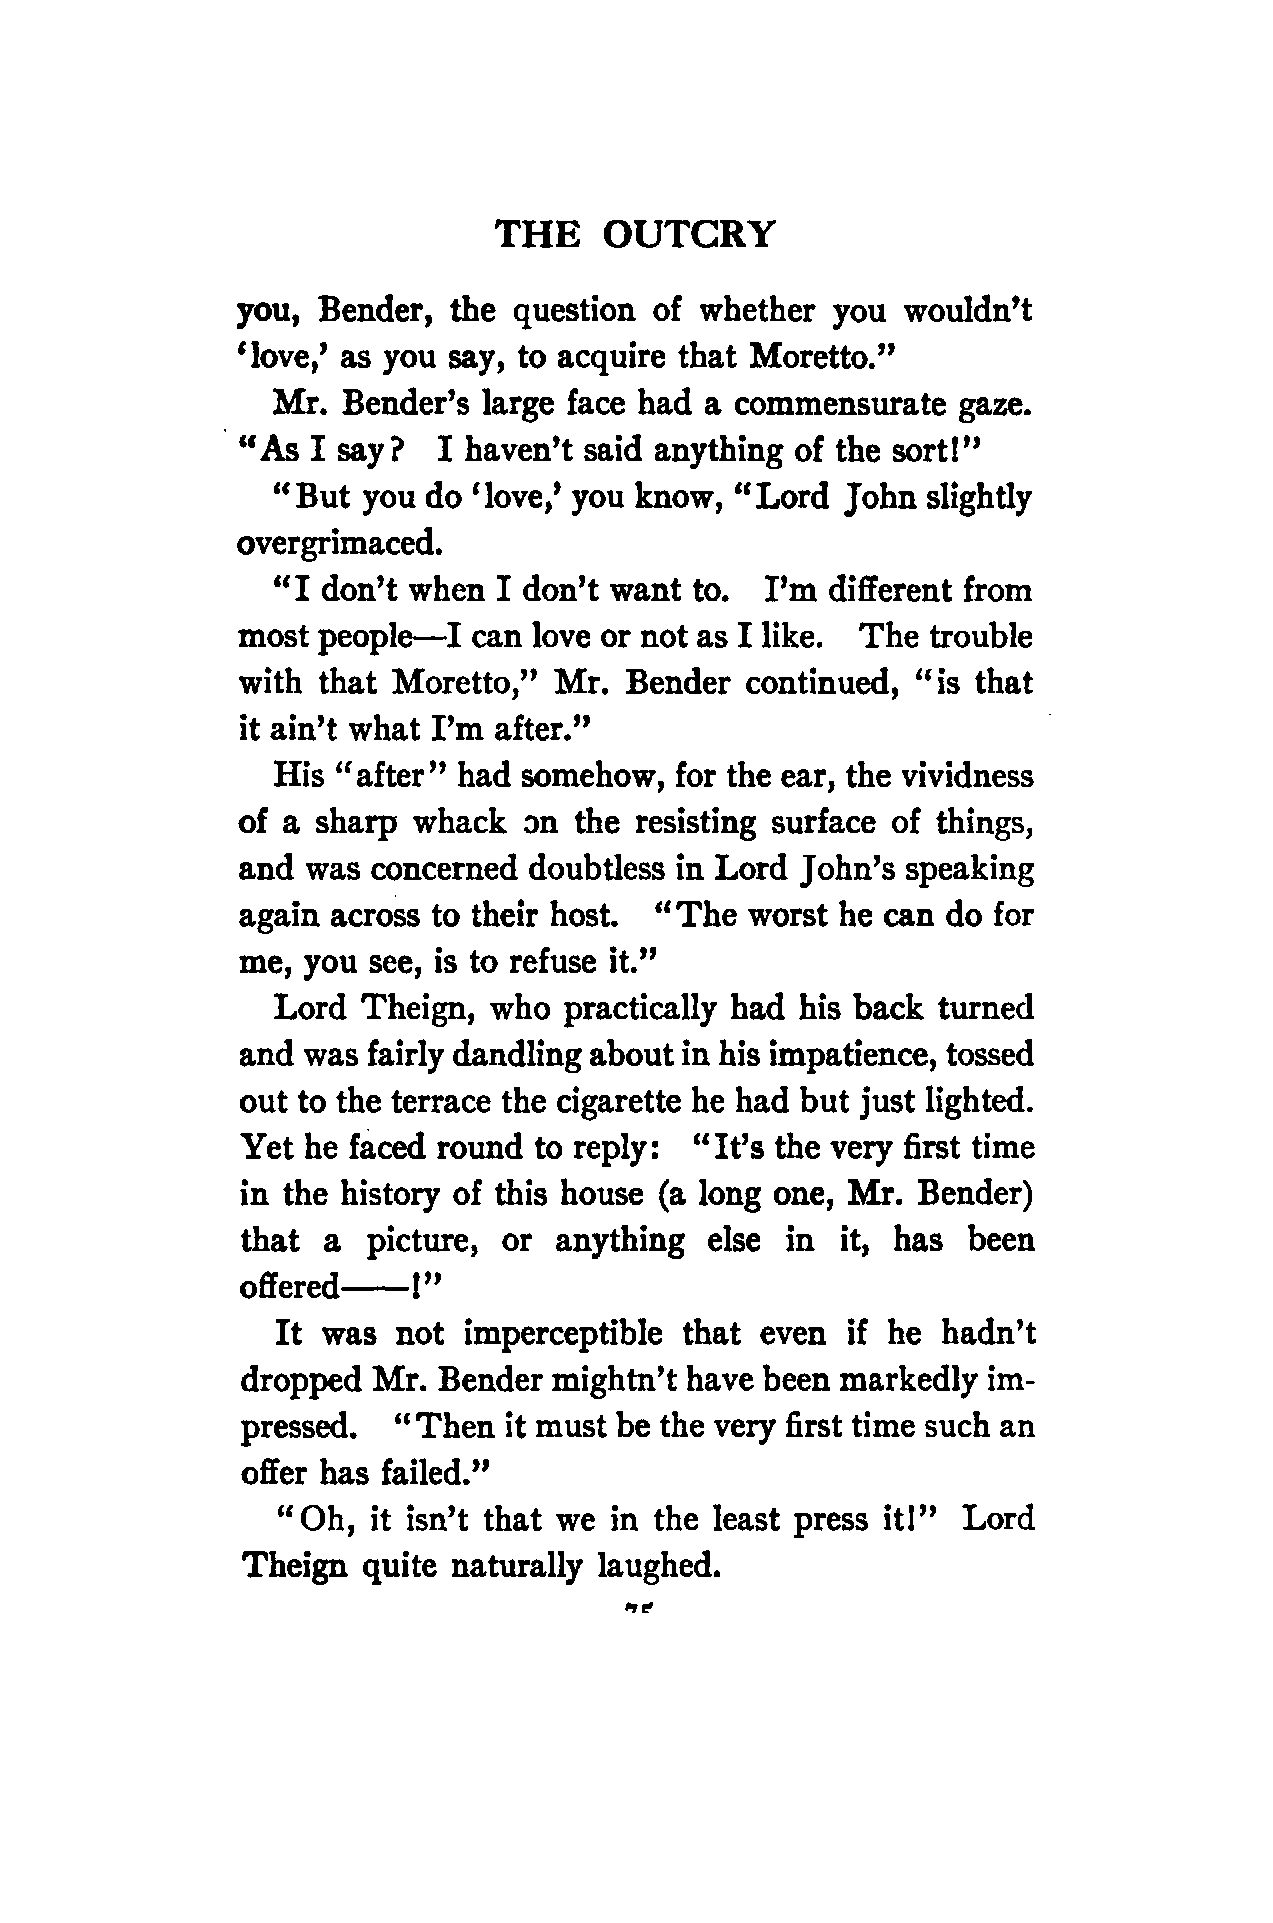 THE OUTCRY
you, Bender, the question of whether you wouldn't
‘love,’ as you say, to acquire that Moretto.”
Mr. Bender's large face had a commensurate gaze.
“As I say? I haven't said anything of the sort!”
“But you do ‘love,’ you know, “Lord John slightly
overgrimaced.
“I don't when I don't want to. I'm different from
most people—I can love or not as I like. The trouble
with that Moretto,” Mr. Bender continued, “is that
it ain't what I'm after.”
His “after” had somehow, for the ear, the vividness
of a sharp whack on the resisting surface of things,
and was concerned doubtless in Lord John's speaking
again across to their host. “The worst he can do for
me, you see, is to refuse it.”
Lord Theign, who practically had his back turned
and was fairly dandling about in his impatience, tossed
out to the terrace the cigarette he had but just lighted.
Yet he faced round to reply: “It's the very first time
in the history of this house (a long one, Mr. Bender)
that a picture, or anything else in it, has been
offered——!”
It was not imperceptible that even if he hadn't
dropped Mr. Bender mightn't have been markedly im-
pressed. “Then it must be the very first time such an
offer has failed.”
“Oh, it isn't that we in the least press it!” Lord
Theign quite naturally laughed.